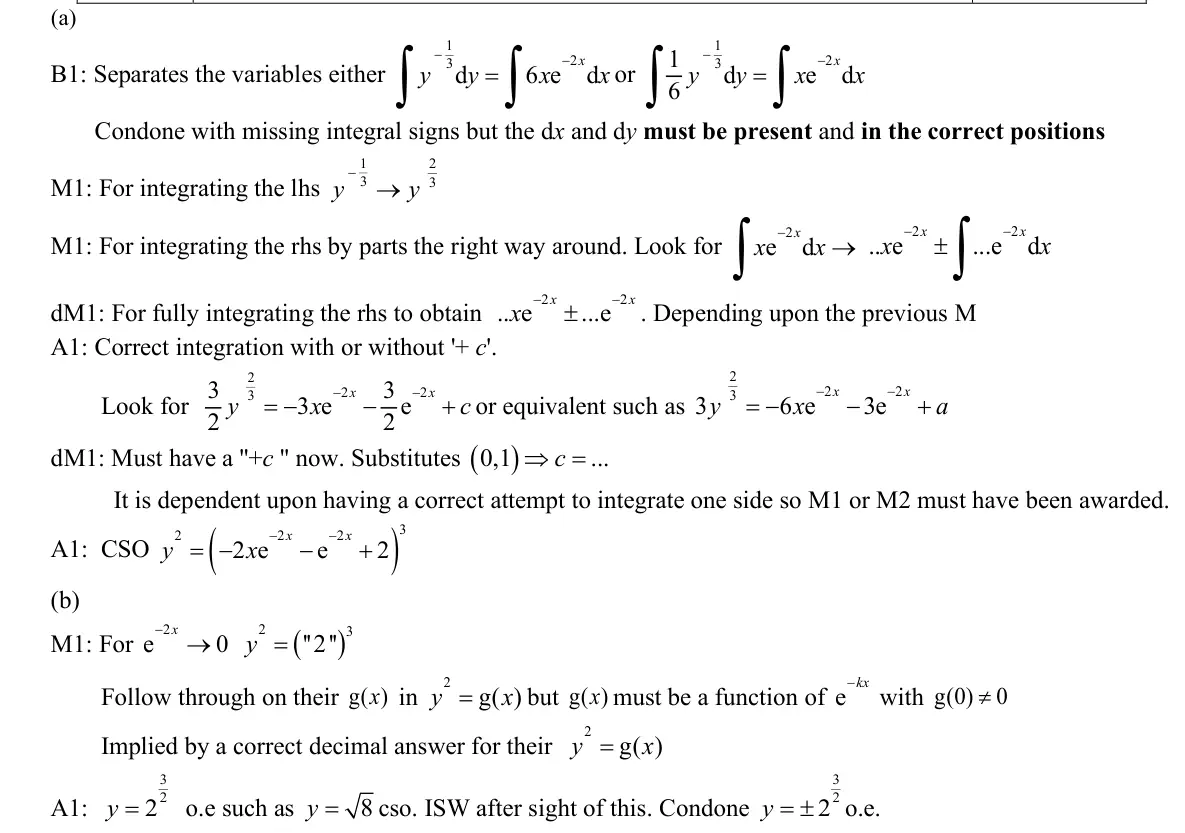 (a)
B1: Separates the variables either ∫ y^(-1/3) dy = ∫ 6xe^(-2x) dx or ∫ (1/6) y^(-1/3) dy = ∫ xe^(-2x) dx
Condone with missing integral signs but the dx and dy must be present and in the correct positions
M1: For integrating the lhs y^(-1/3) → y^(2/3)
M1: For integrating the rhs by parts the right way around. Look for ∫ xe^(-2x) dx → ..xe^(-2x) ± ∫ ...e^(-2x) dx
dM1: For fully integrating the rhs to obtain ..xe^(-2x) ± ...e^(-2x) . Depending upon the previous M
A1: Correct integration with or without '+ c'.
Look for (3/2) y^(2/3) = −3xe^(-2x) − (3/2) e^(-2x) + c or equivalent such as 3y^(2/3) = −6xe^(-2x) − 3e^(-2x) + a
dM1: Must have a "+c " now. Substitutes (0,1) ⇒ c = ...
It is dependent upon having a correct attempt to integrate one side so M1 or M2 must have been awarded.
A1: CSO y^2 = (−2xe^(-2x) − e^(-2x) + 2)^3
(b)
M1: For e^(-2x) → 0 y^2 = ("2")^3
Follow through on their g(x) in y^2 = g(x) but g(x) must be a function of e^(-kx) with g(0) ≠ 0
Implied by a correct decimal answer for their y^2 = g(x)
A1: y = 2^(3/2) o.e such as y = √8 cso. ISW after sight of this. Condone y = ±2^(3/2) o.e.